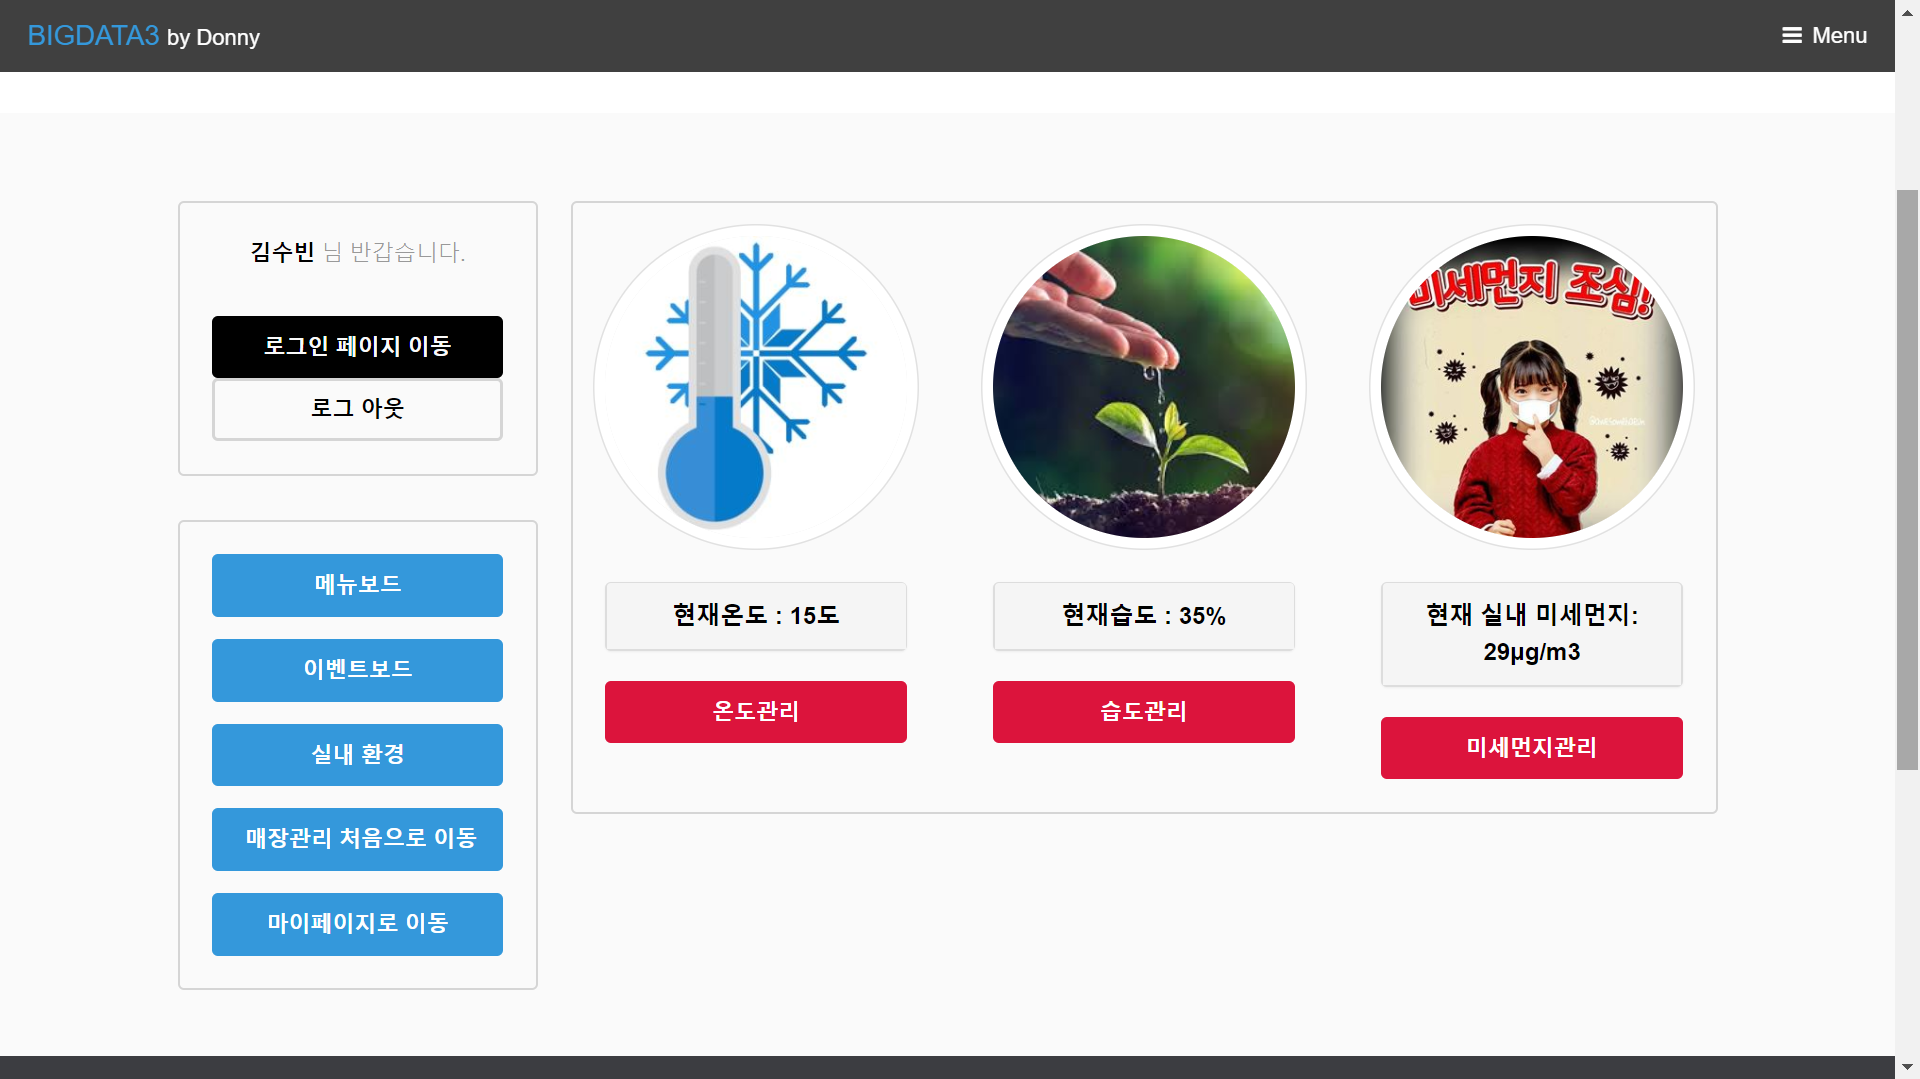 BIGDATA3 by Donny
Menu
김수빈 님 반갑습니다.
로그인 페이지 이동
로그 아웃
메뉴보드
이벤트보드
실내 환경
매장관리 처음으로 이동
마이페이지로 이동
미세먼지 조심!
현재온도 : 15도
온도관리
현재습도 : 35%
습도관리
현재 실내 미세먼지:
29μg/m3
미세먼지관리